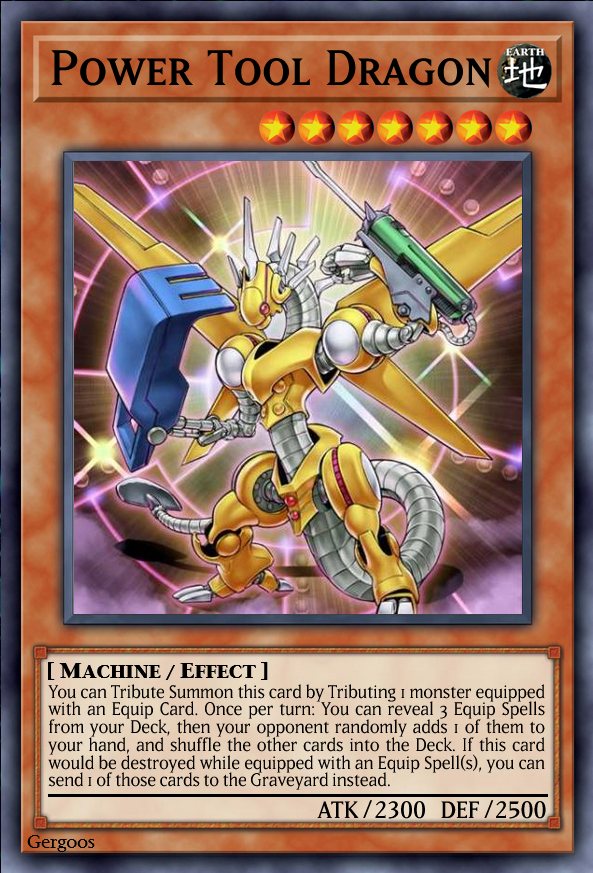 Power Tool Dragon
EARTH
地
[ Machine / Effect ]
You can Tribute Summon this card by Tributing 1 monster equipped
with an Equip Card. Once per turn: You can reveal 3 Equip Spells
from your Deck, then your opponent randomly adds 1 of them to
your hand, and shuffle the other cards into the Deck. If this card
would be destroyed while equipped with an Equip Spell(s), you can
send 1 of those cards to the Graveyard instead.
ATK/2300 DEF/2500
Gergoos